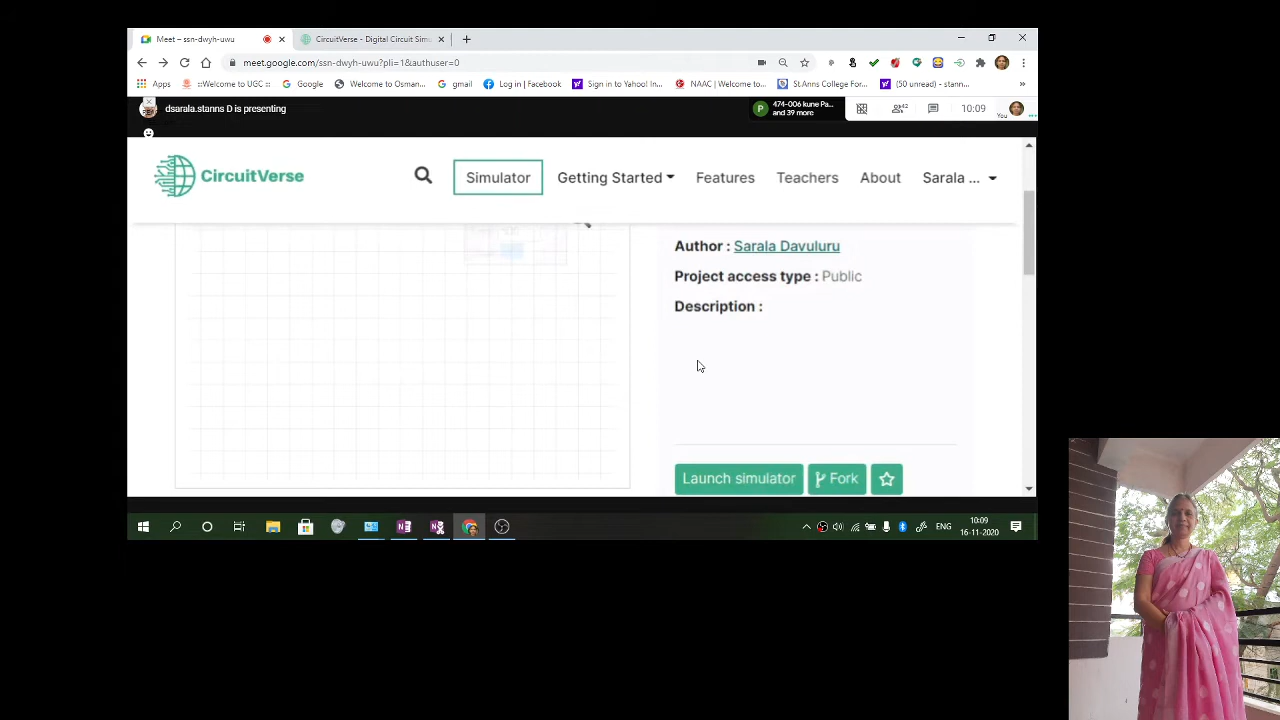 Meet – ssn-dwyh-uwu
CircuitVerse - Digital Circuit Simu
meet.google.com/ssn-dwyh-uwu?pli=1&authuser=0
Apps
::Welcome to UGC ::
Google
Welcome to Osman...
gmail
Log in | Facebook
Sign in to Yahoo! In...
NAAC | Welcome to...
St.Anns College For...
(50 unread) - stann...
»
dsarala.stanns D is presenting
P
474-006 kune Pa...
and 39 more
42
10:09
You
CircuitVerse
Simulator
Getting Started
Features
Teachers
About
Sarala ...
Author : Sarala Davuluru
Project access type : Public
Description :
Launch simulator
Fork
ENG
10:09
16-11-2020